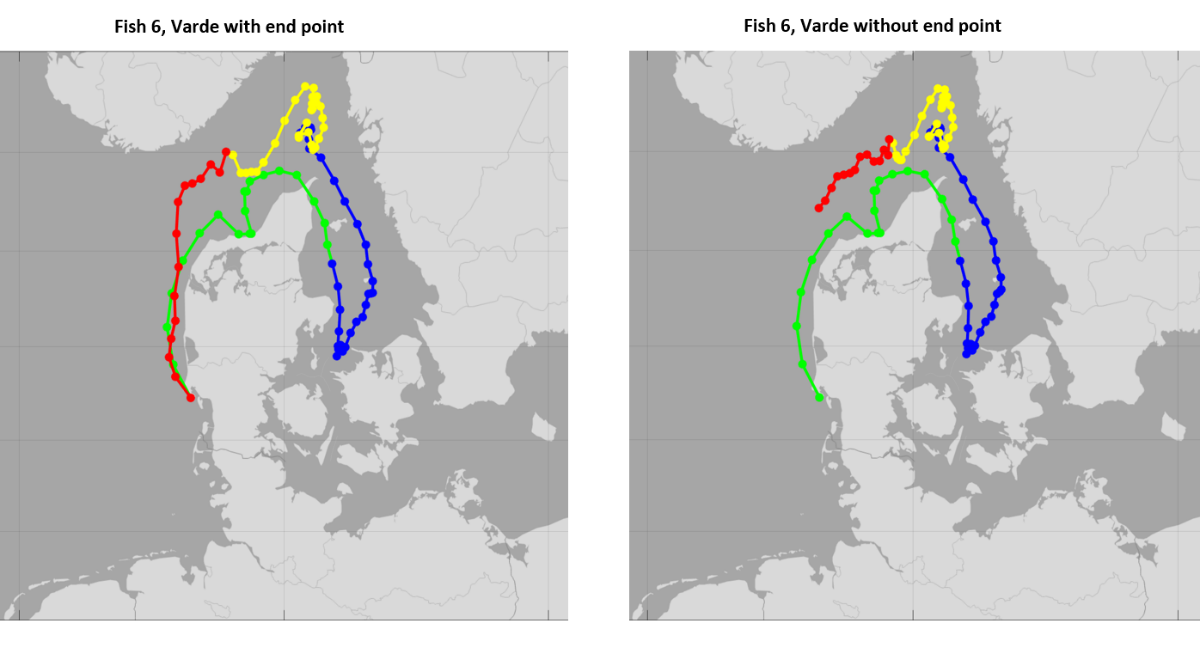 Fish 6, Varde with end point
Fish 6, Varde without end point